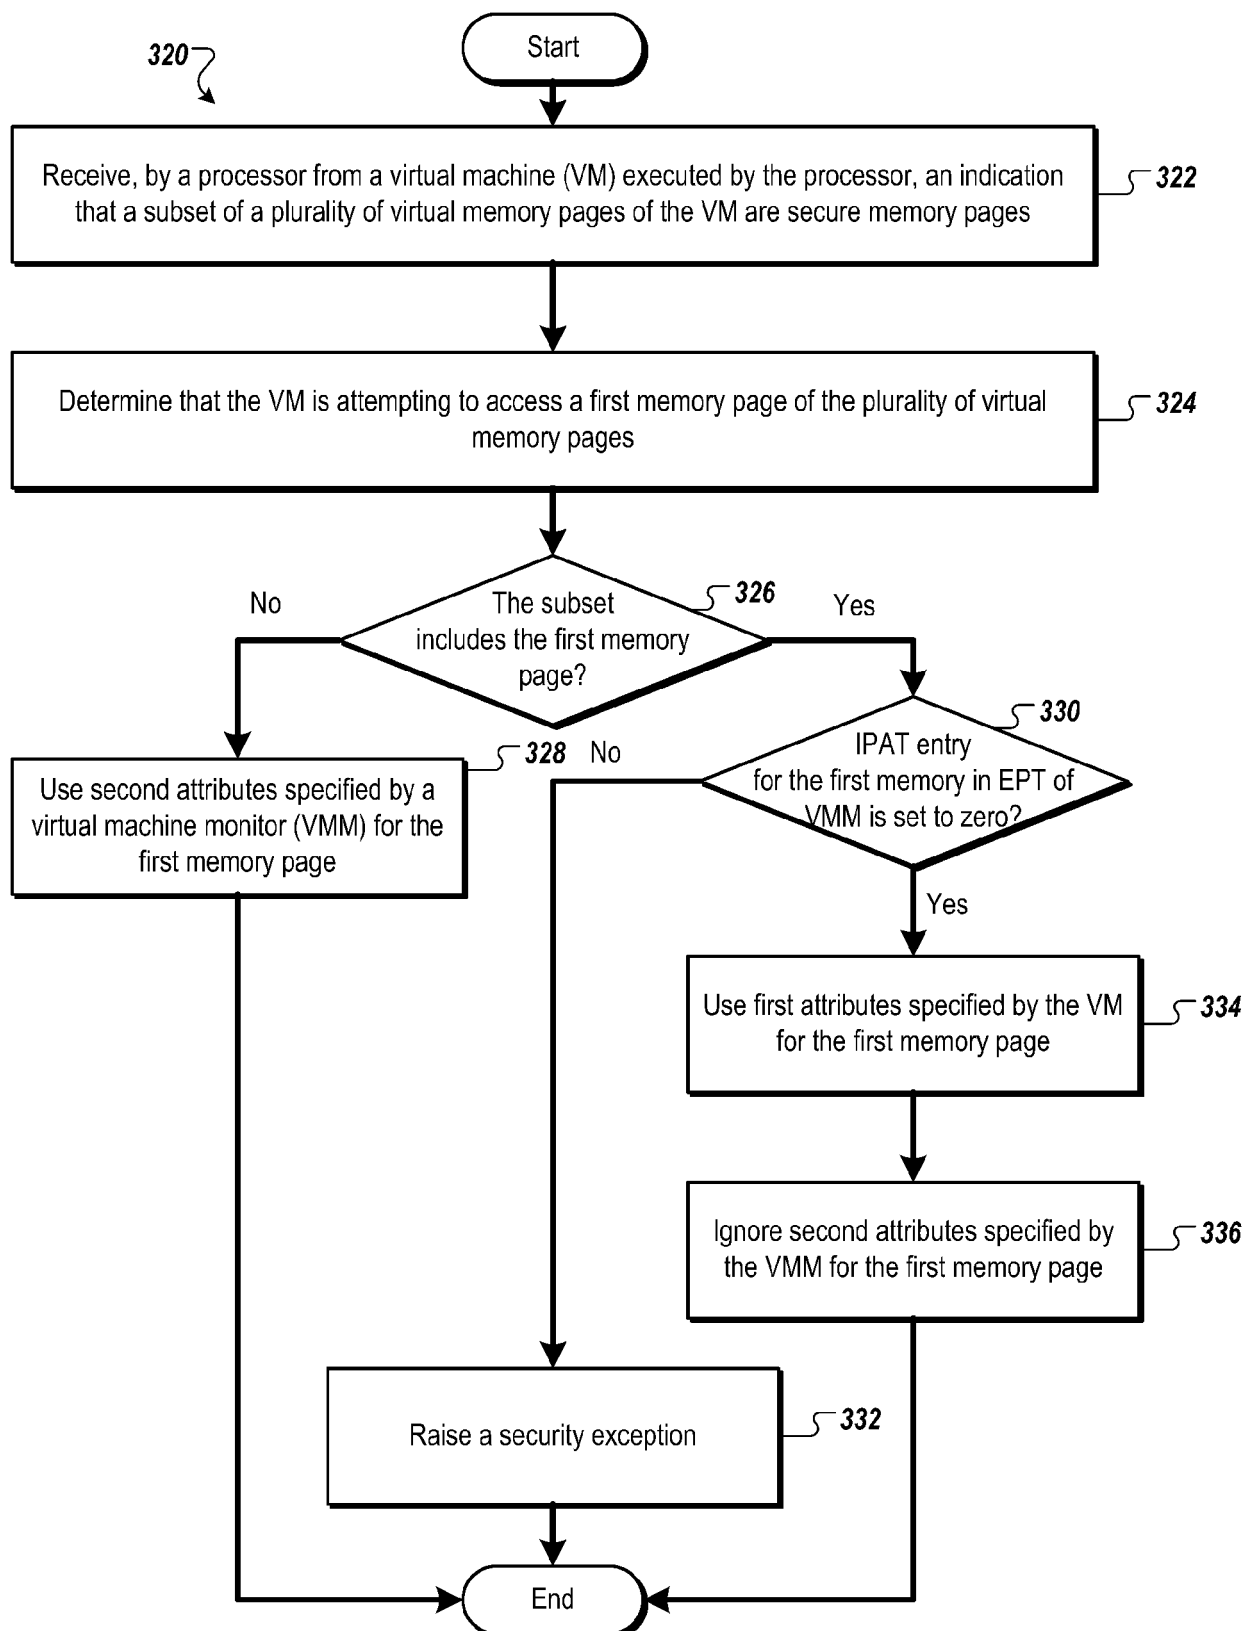 Start
320
Receive, by a processor from a virtual machine (VM) executed by the processor, an indication
that a subset of a plurality of virtual memory pages of the VM are secure memory pages
322
Determine that the VM is attempting to access a first memory page of the plurality of virtual
memory pages
324
No
The subset
includes the first memory
page?
326
Yes
Use second attributes specified by a
virtual machine monitor (VMM) for the
first memory page
328
No
IPAT entry
for the first memory in EPT of
VMM is set to zero?
330
Yes
Use first attributes specified by the VM
for the first memory page
334
Ignore second attributes specified by
the VMM for the first memory page
336
Raise a security exception
332
End